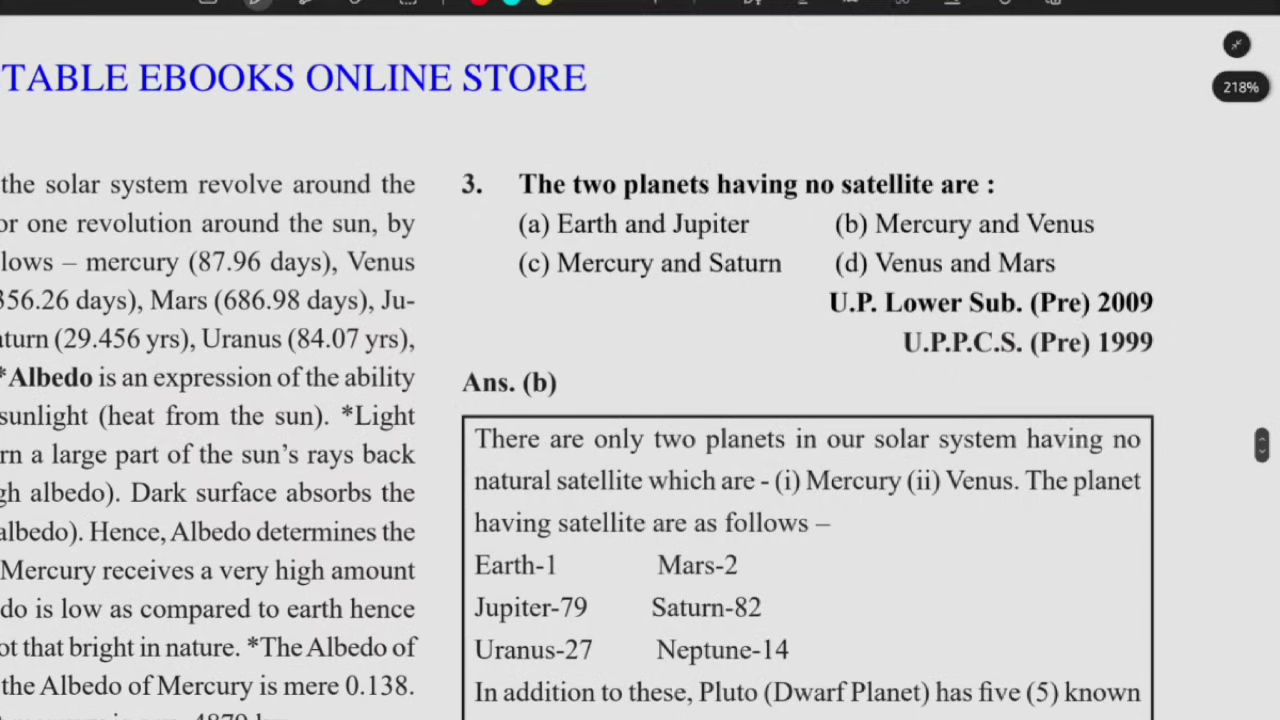 TABLE EBOOKS ONLINE STORE
218%
the solar system revolve around the
or one revolution around the sun, by
lows – mercury (87.96 days), Venus
356.26 days), Mars (686.98 days), Ju-
turn (29.456 yrs), Uranus (84.07 yrs),
*Albedo is an expression of the ability
sunlight (heat from the sun). *Light
rn a large part of the sun's rays back
gh albedo). Dark surface absorbs the
albedo). Hence, Albedo determines the
Mercury receives a very high amount
do is low as compared to earth hence
ot that bright in nature. *The Albedo of
the Albedo of Mercury is mere 0.138.
3. The two planets having no satellite are :
(a) Earth and Jupiter (b) Mercury and Venus
(c) Mercury and Saturn (d) Venus and Mars
U.P. Lower Sub. (Pre) 2009
U.P.P.C.S. (Pre) 1999
Ans. (b)
There are only two planets in our solar system having no
natural satellite which are - (i) Mercury (ii) Venus. The planet
having satellite are as follows –
Earth-1 Mars-2
Jupiter-79 Saturn-82
Uranus-27 Neptune-14
In addition to these, Pluto (Dwarf Planet) has five (5) known